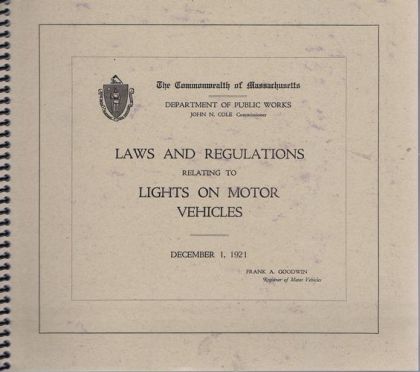 The Commonwealth of Massachusetts
DEPARTMENT OF PUBLIC WORKS
JOHN N. COLE Commissioner
LAWS AND REGULATIONS
RELATING TO
LIGHTS ON MOTOR
VEHICLES
DECEMBER 1, 1921
FRANK A. GOODWIN
Registrar of Motor Vehicles